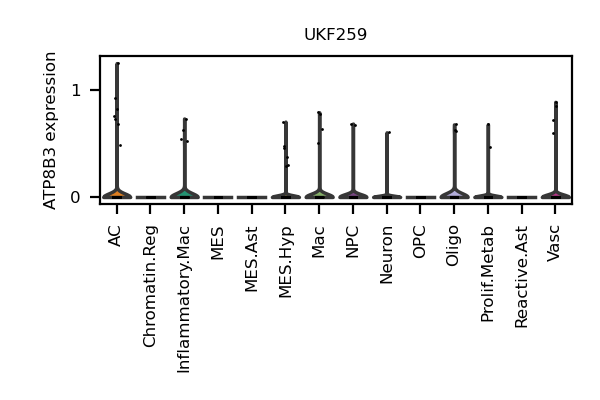 UKF259
ATP8B3 expression
1
0
AC
Chromatin.Reg
Inflammatory.Mac
MES
MES.Ast
MES.Hyp
Mac
NPC
Neuron
OPC
Oligo
Prolif.Metab
Reactive.Ast
Vasc